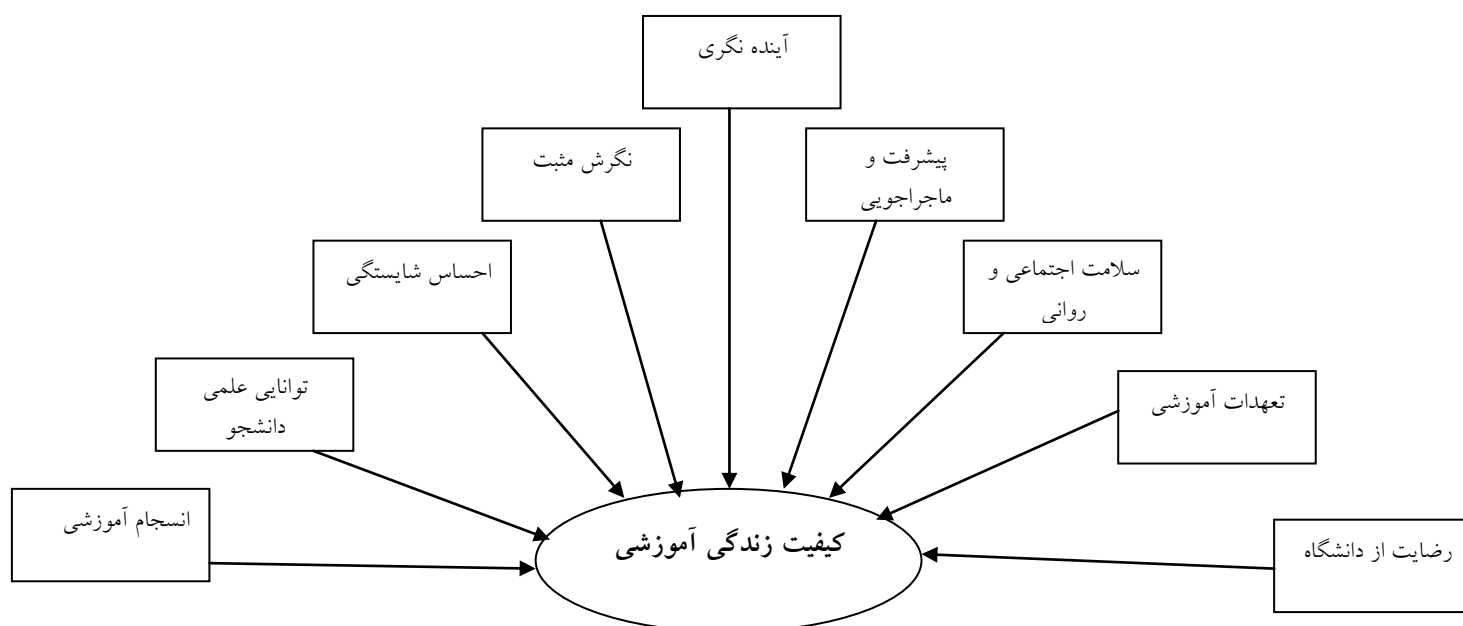 آینده نگری
نگرش مثبت
پیشرفت و
ماجراجویی
احساس شایستگی
سلامت اجتماعی و
روانی
توانایی علمی
دانشجو
تعهدات آموزشی
انسجام آموزشی
کیفیت زندگی آموزشی
رضایت از دانشگاه